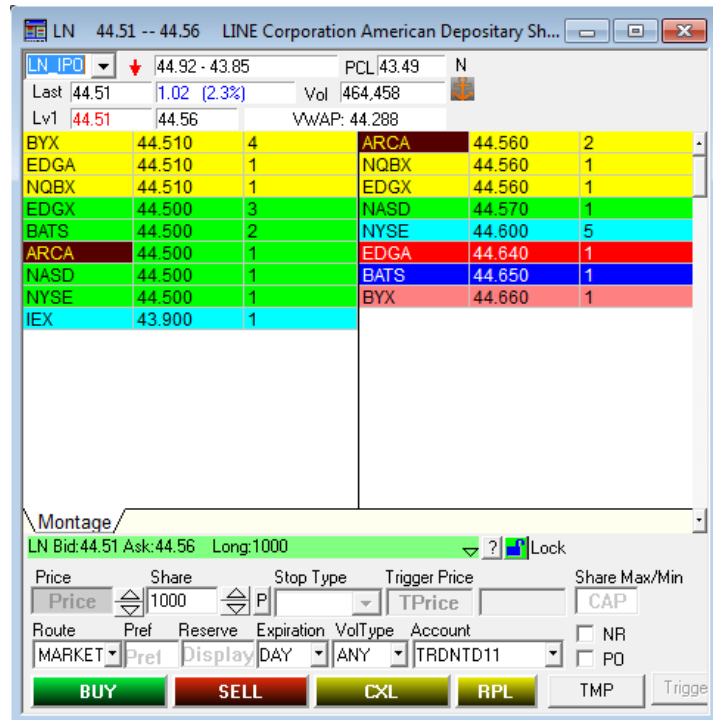 LN 44.51 -- 44.56 LINE Corporation American Depositary Sh...
LN_IPO 44.92 - 43.85 PCL 43.49 N
Last 44.51 1.02 (2.3%) Vol 464,458
Lv1 44.51 44.56 VWAP: 44.288
BYX 44.510 4 ARCA 44.560 2
EDGA 44.510 1 NQBX 44.560 1
NQBX 44.510 1 EDGX 44.560 1
EDGX 44.500 3 NASD 44.570 1
BATS 44.500 2 NYSE 44.600 5
ARCA 44.500 1 EDGA 44.640 1
NASD 44.500 1 BATS 44.650 1
NYSE 44.500 1 BYX 44.660 1
IEX 43.900 1
Montage
LN Bid:44.51 Ask:44.56 Long:1000 ? Lock
Price Share Stop Type Trigger Price Share Max/Min
Price 1000 P TPrice CAP
Route Pref Reserve Expiration VolType Account NR
MARKET Pref Display DAY ANY TRDNTD11 PO
BUY SELL CXL RPL TMP Trigge